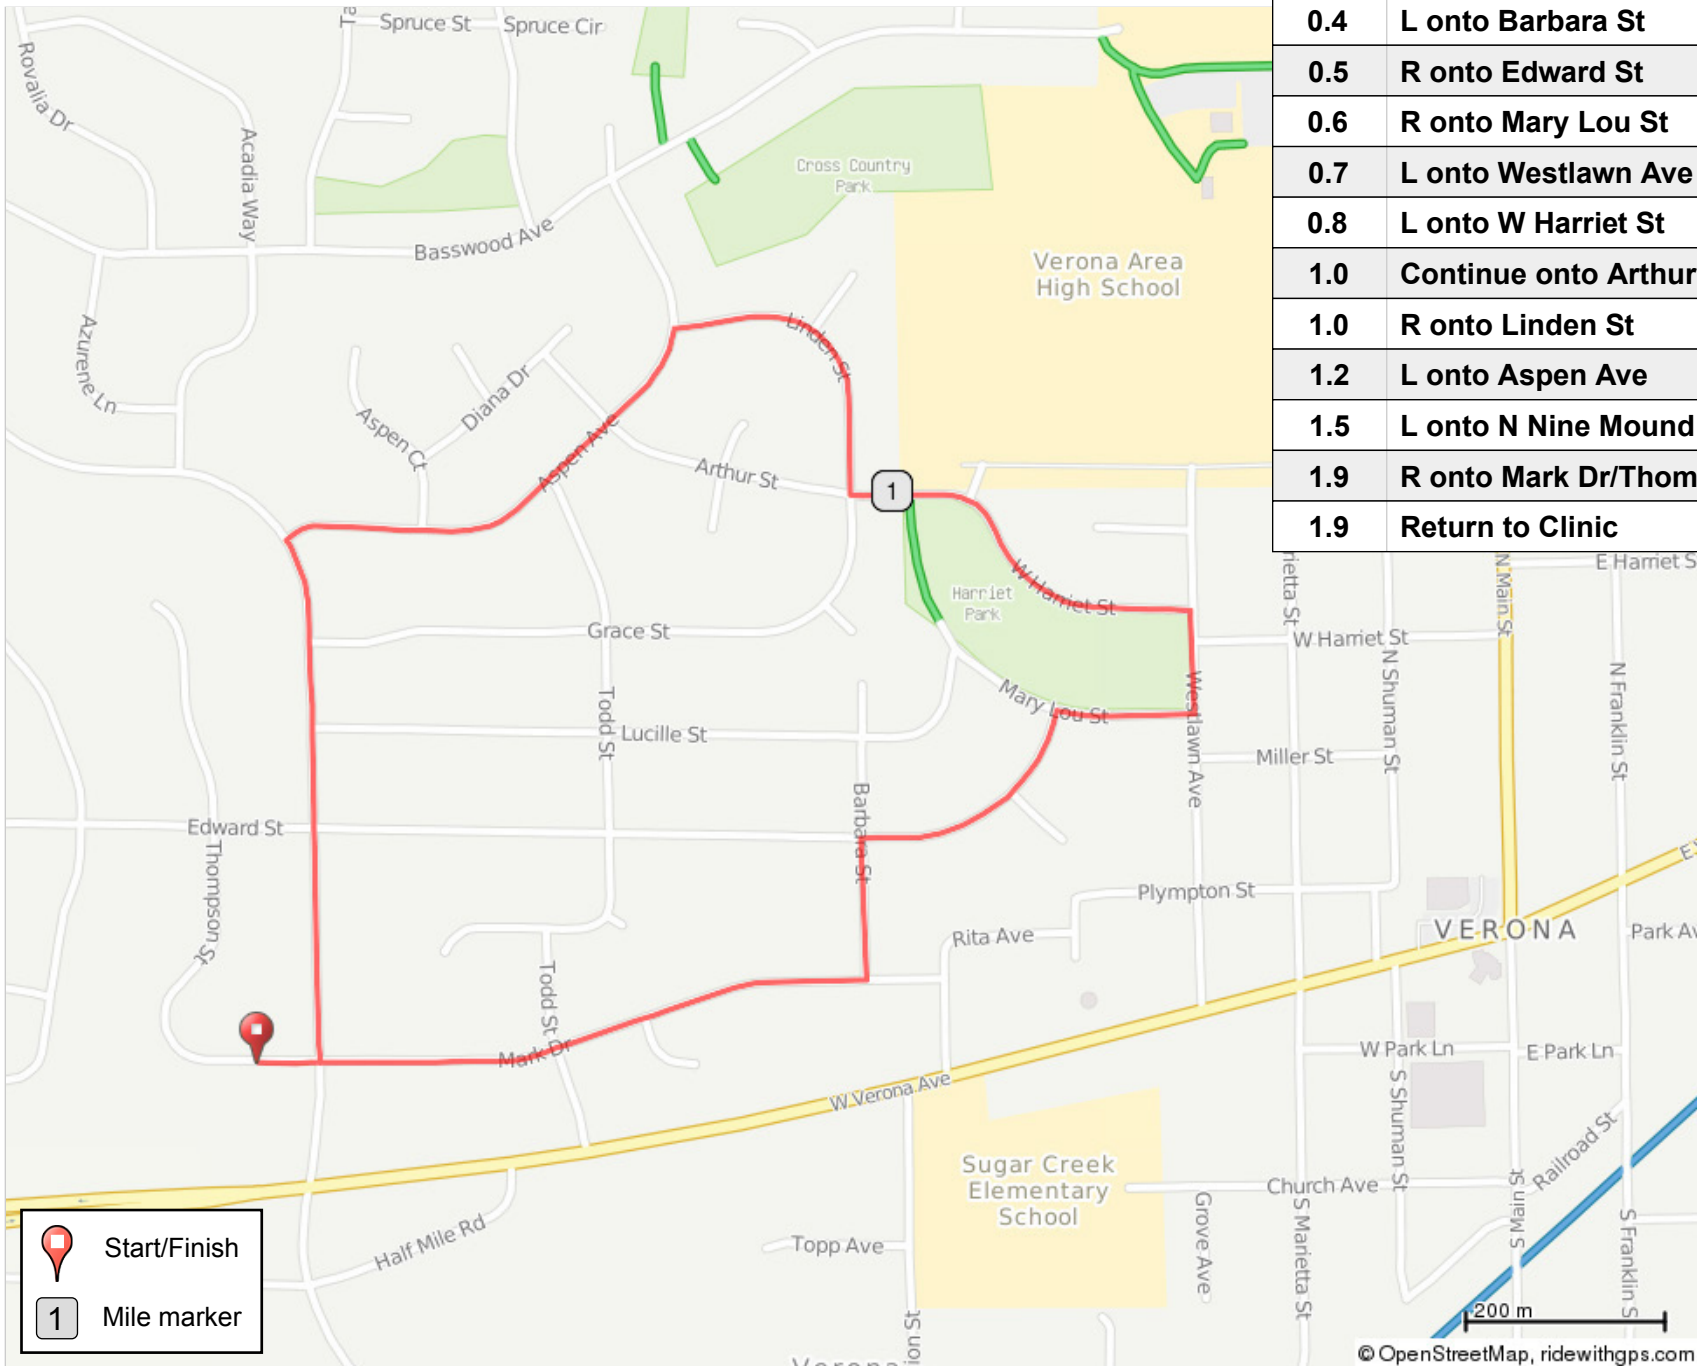 Spruce St
Spruce Cir
Rovalia Dr
Acadia Way
Basswood Ave
Azurene Ln
Cross Country
Park
Verona Area
High School
0.4 L onto Barbara St
0.5 R onto Edward St
0.6 R onto Mary Lou St
0.7 L onto Westlawn Ave
0.8 L onto W Harriet St
1.0 Continue onto Arthur
1.0 R onto Linden St
1.2 L onto Aspen Ave
1.5 L onto N Nine Mound
1.9 R onto Mark Dr/Thom
1.9 Return to Clinic
Linden St
Diana Dr
Aspen Ct
Aspen Ave
Arthur St
1
W Harriet St
Harriet
Park
Grace St
Mary Lou St
Todd St
Lucille St
Barbara St
Westlawn Ave
W Harriet St
rietta St
N Shuman St
N Main St
E Harriet S
N Franklin St
Miller St
Edward St
Thompson St
Plympton St
Rita Ave
VERONA
Park Av
Todd St
Mark Dr
W Verona Ave
W Park Ln
E Park Ln
S Shuman St
Railroad St
Sugar Creek
Elementary
School
Church Ave
Grove Ave
S Marietta St
S Main St
S Franklin S
Half Mile Rd
Topp Ave
ion St
Verona
Start/Finish
1 Mile marker
200 m
© OpenStreetMap, ridewithgps.com